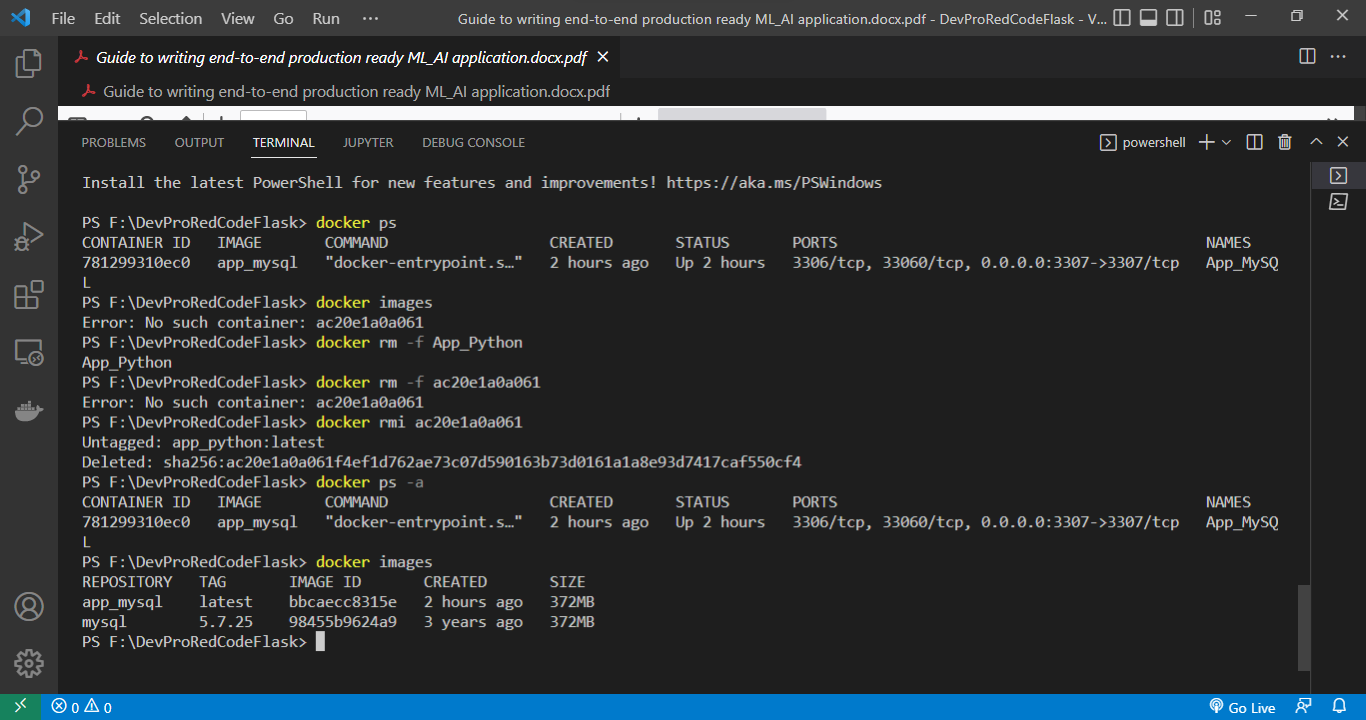 File Edit Selection View Go Run ··· Guide to writing end-to-end production ready ML_AI application.docx.pdf - DevProRedCodeFlask - V...
Guide to writing end-to-end production ready ML_AI application.docx.pdf
Guide to writing end-to-end production ready ML_AI application.docx.pdf
PROBLEMS OUTPUT TERMINAL JUPYTER DEBUG CONSOLE powershell
Install the latest PowerShell for new features and improvements! https://aka.ms/PSWindows
PS F:\DevProRedCodeFlask> docker ps
CONTAINER ID IMAGE COMMAND CREATED STATUS PORTS NAMES
781299310ec0 app_mysql "docker-entrypoint.s…" 2 hours ago Up 2 hours 3306/tcp, 33060/tcp, 0.0.0.0:3307->3307/tcp App_MySQ
L
PS F:\DevProRedCodeFlask> docker images
Error: No such container: ac20e1a0a061
PS F:\DevProRedCodeFlask> docker rm -f App_Python
App_Python
PS F:\DevProRedCodeFlask> docker rm -f ac20e1a0a061
Error: No such container: ac20e1a0a061
PS F:\DevProRedCodeFlask> docker rmi ac20e1a0a061
Untagged: app_python:latest
Deleted: sha256:ac20e1a0a061f4ef1d762ae73c07d590163b73d0161a1a8e93d7417caf550cf4
PS F:\DevProRedCodeFlask> docker ps -a
CONTAINER ID IMAGE COMMAND CREATED STATUS PORTS NAMES
781299310ec0 app_mysql "docker-entrypoint.s…" 2 hours ago Up 2 hours 3306/tcp, 33060/tcp, 0.0.0.0:3307->3307/tcp App_MySQ
L
PS F:\DevProRedCodeFlask> docker images
REPOSITORY TAG IMAGE ID CREATED SIZE
app_mysql latest bbcaecc8315e 2 hours ago 372MB
mysql 5.7.25 98455b9624a9 3 years ago 372MB
PS F:\DevProRedCodeFlask>
0 0 Go Live